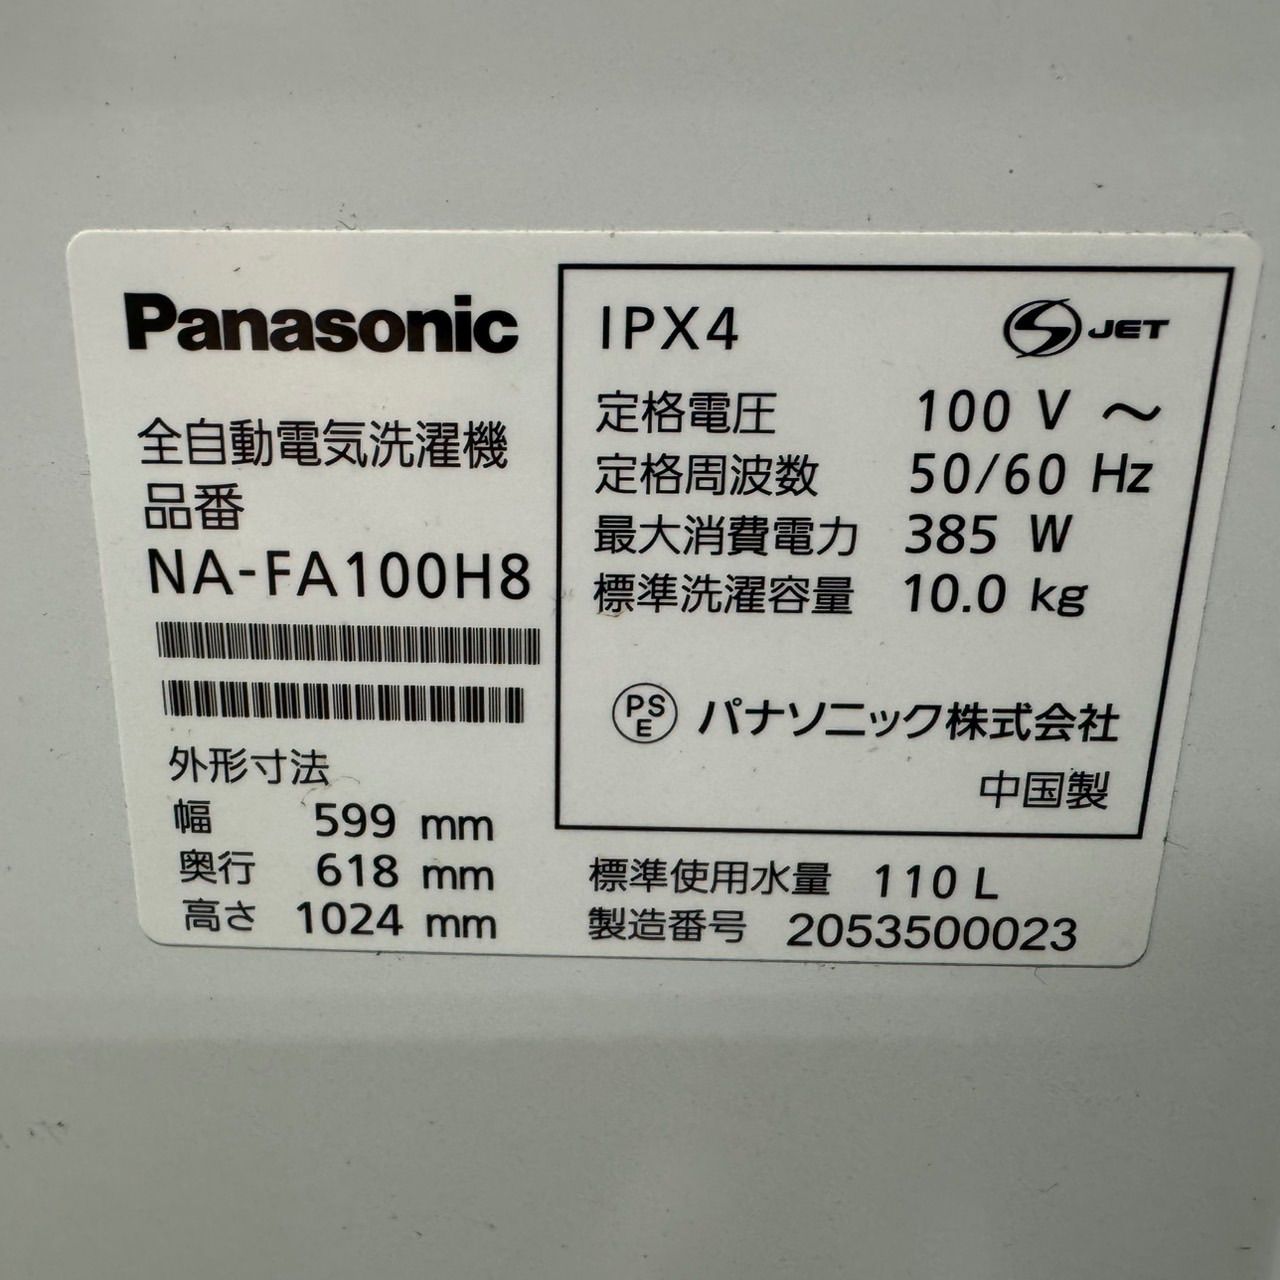 Panasonic
全自動電気洗濯機
品番
NA-FA100H8
外形寸法
幅 599 mm
奥行 618 mm
高さ 1024 mm
IPX4 S JET
定格電圧 100 V ～
定格周波数 50/60 Hz
最大消費電力 385 W
標準洗濯容量 10.0 kg
PSE パナソニック株式会社
中国製
標準使用水量 110 L
製造番号 2053500023